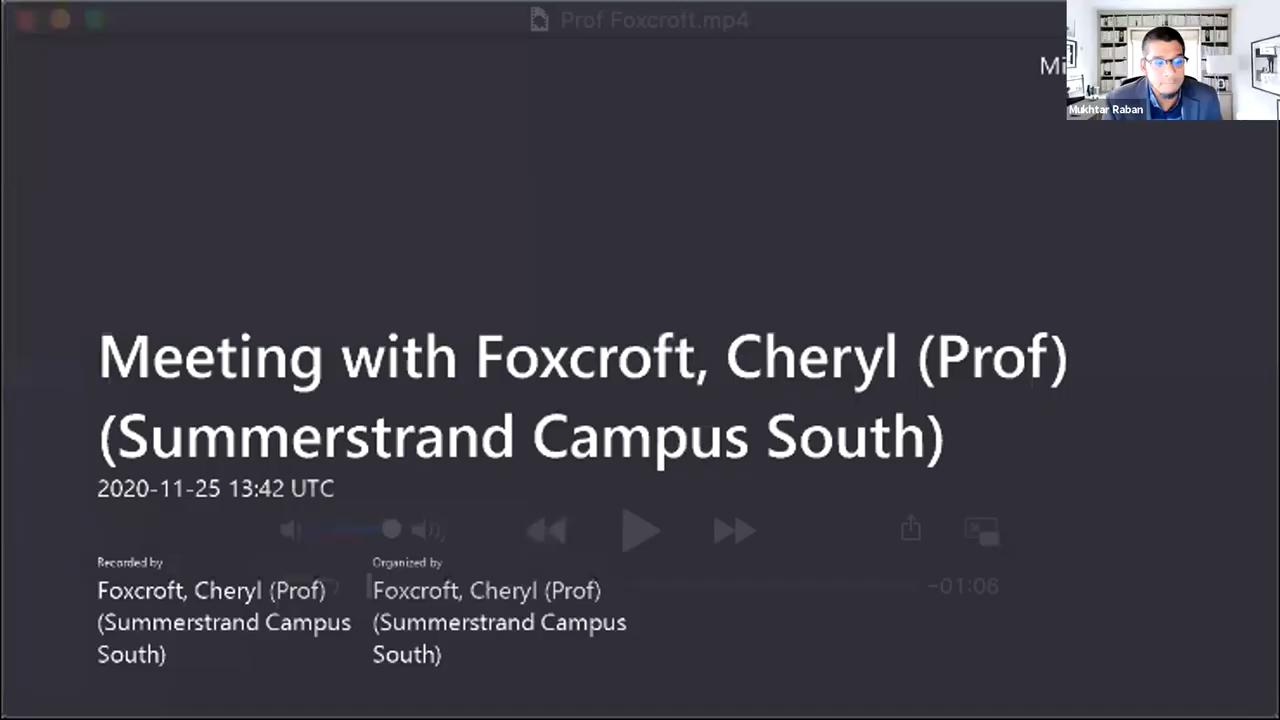 Prof Foxcroft.mp4
Mi
Mukhtar Raban
Meeting with Foxcroft, Cheryl (Prof)
(Summerstrand Campus South)
2020-11-25 13:42 UTC
-01:06
Recorded by
Foxcroft, Cheryl (Prof)
(Summerstrand Campus
South)
Organized by
Foxcroft, Cheryl (Prof)
(Summerstrand Campus
South)